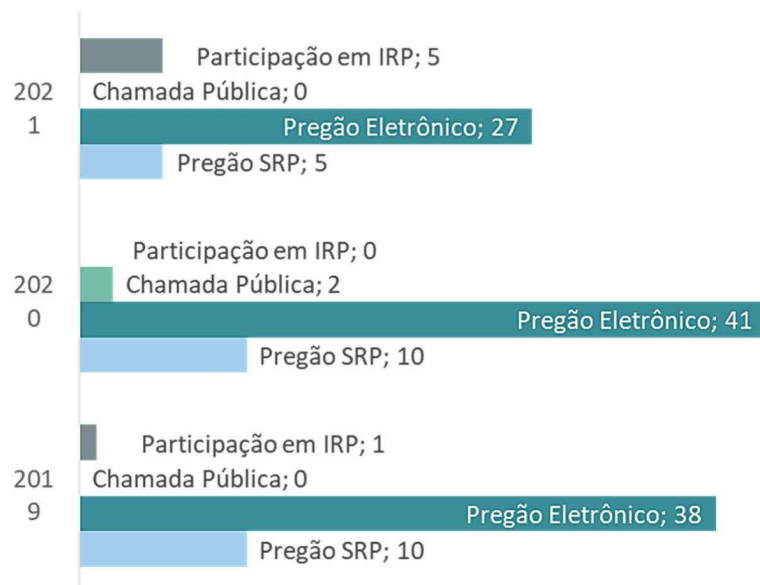 Participação em IRP; 5
202
1
Chamada Pública; 0
Pregão Eletrônico; 27
Pregão SRP; 5
Participação em IRP; 0
202
0
Chamada Pública; 2
Pregão Eletrônico; 41
Pregão SRP; 10
Participação em IRP; 1
201
9
Chamada Pública; 0
Pregão Eletrônico; 38
Pregão SRP; 10